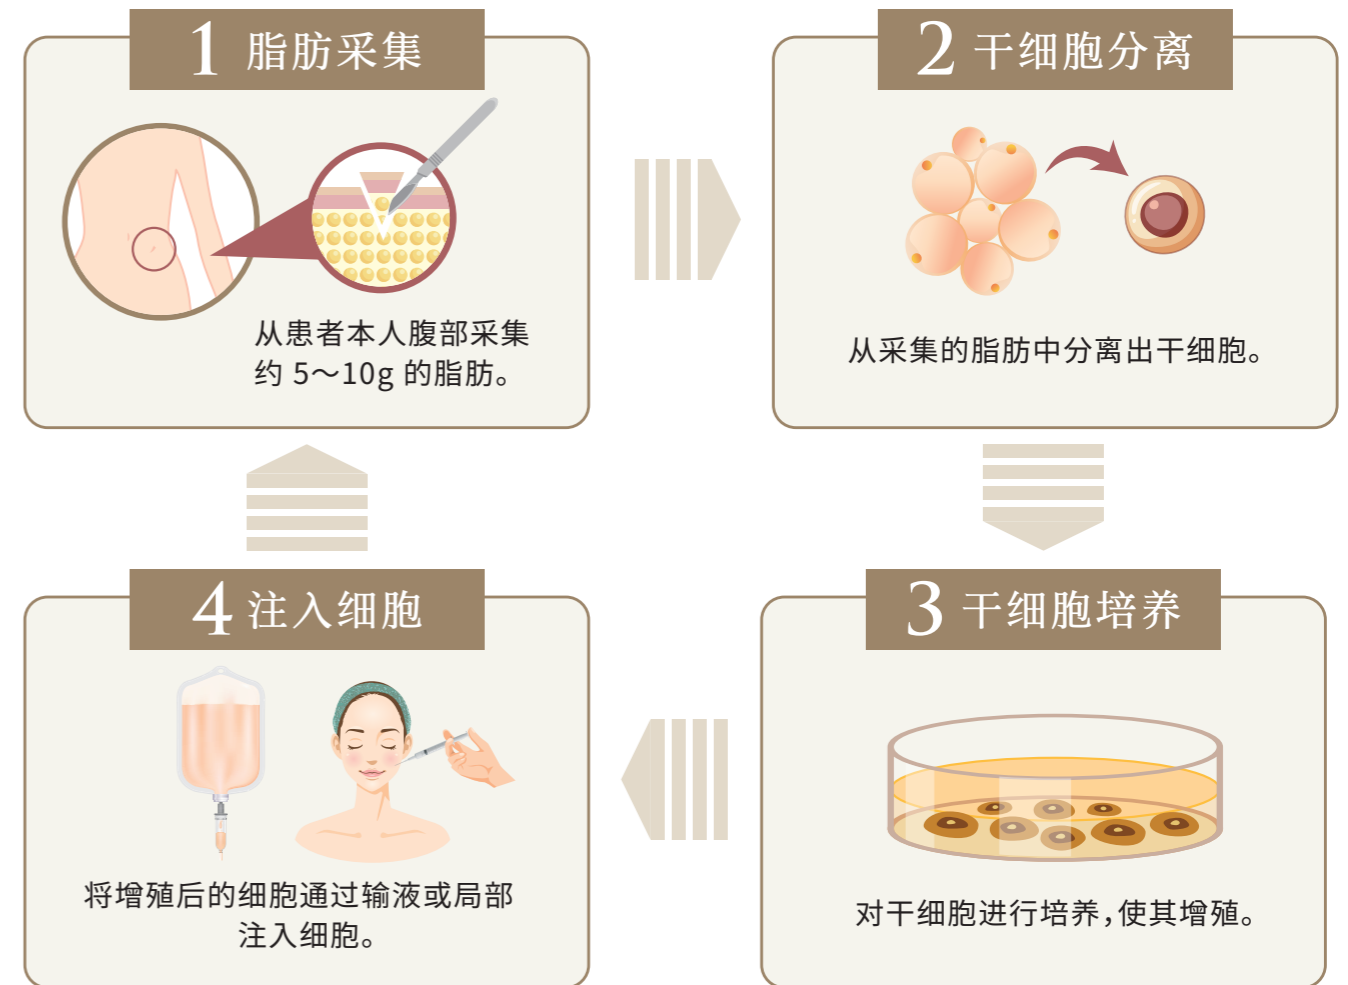 1 脂肪采集
从患者本人腹部采集
约 5～10g 的脂肪。
2 干细胞分离
从采集的脂肪中分离出干细胞。
3 干细胞培养
对干细胞进行培养，使其增殖。
4 注入细胞
将增殖后的细胞通过输液或局部
注入细胞。